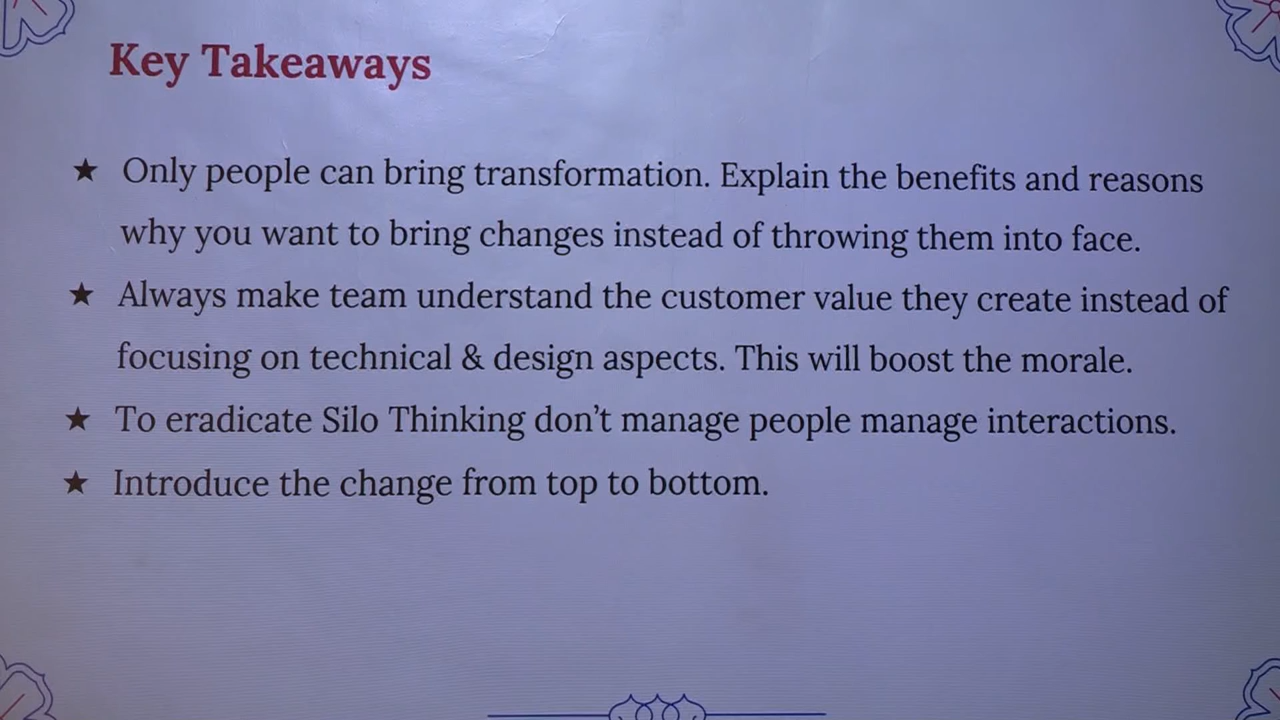 Key Takeaways
★ Only people can bring transformation. Explain the benefits and reasons
why you want to bring changes instead of throwing them into face.
★ Always make team understand the customer value they create instead of
focusing on technical & design aspects. This will boost the morale.
★ To eradicate Silo Thinking don't manage people manage interactions.
★ Introduce the change from top to bottom.